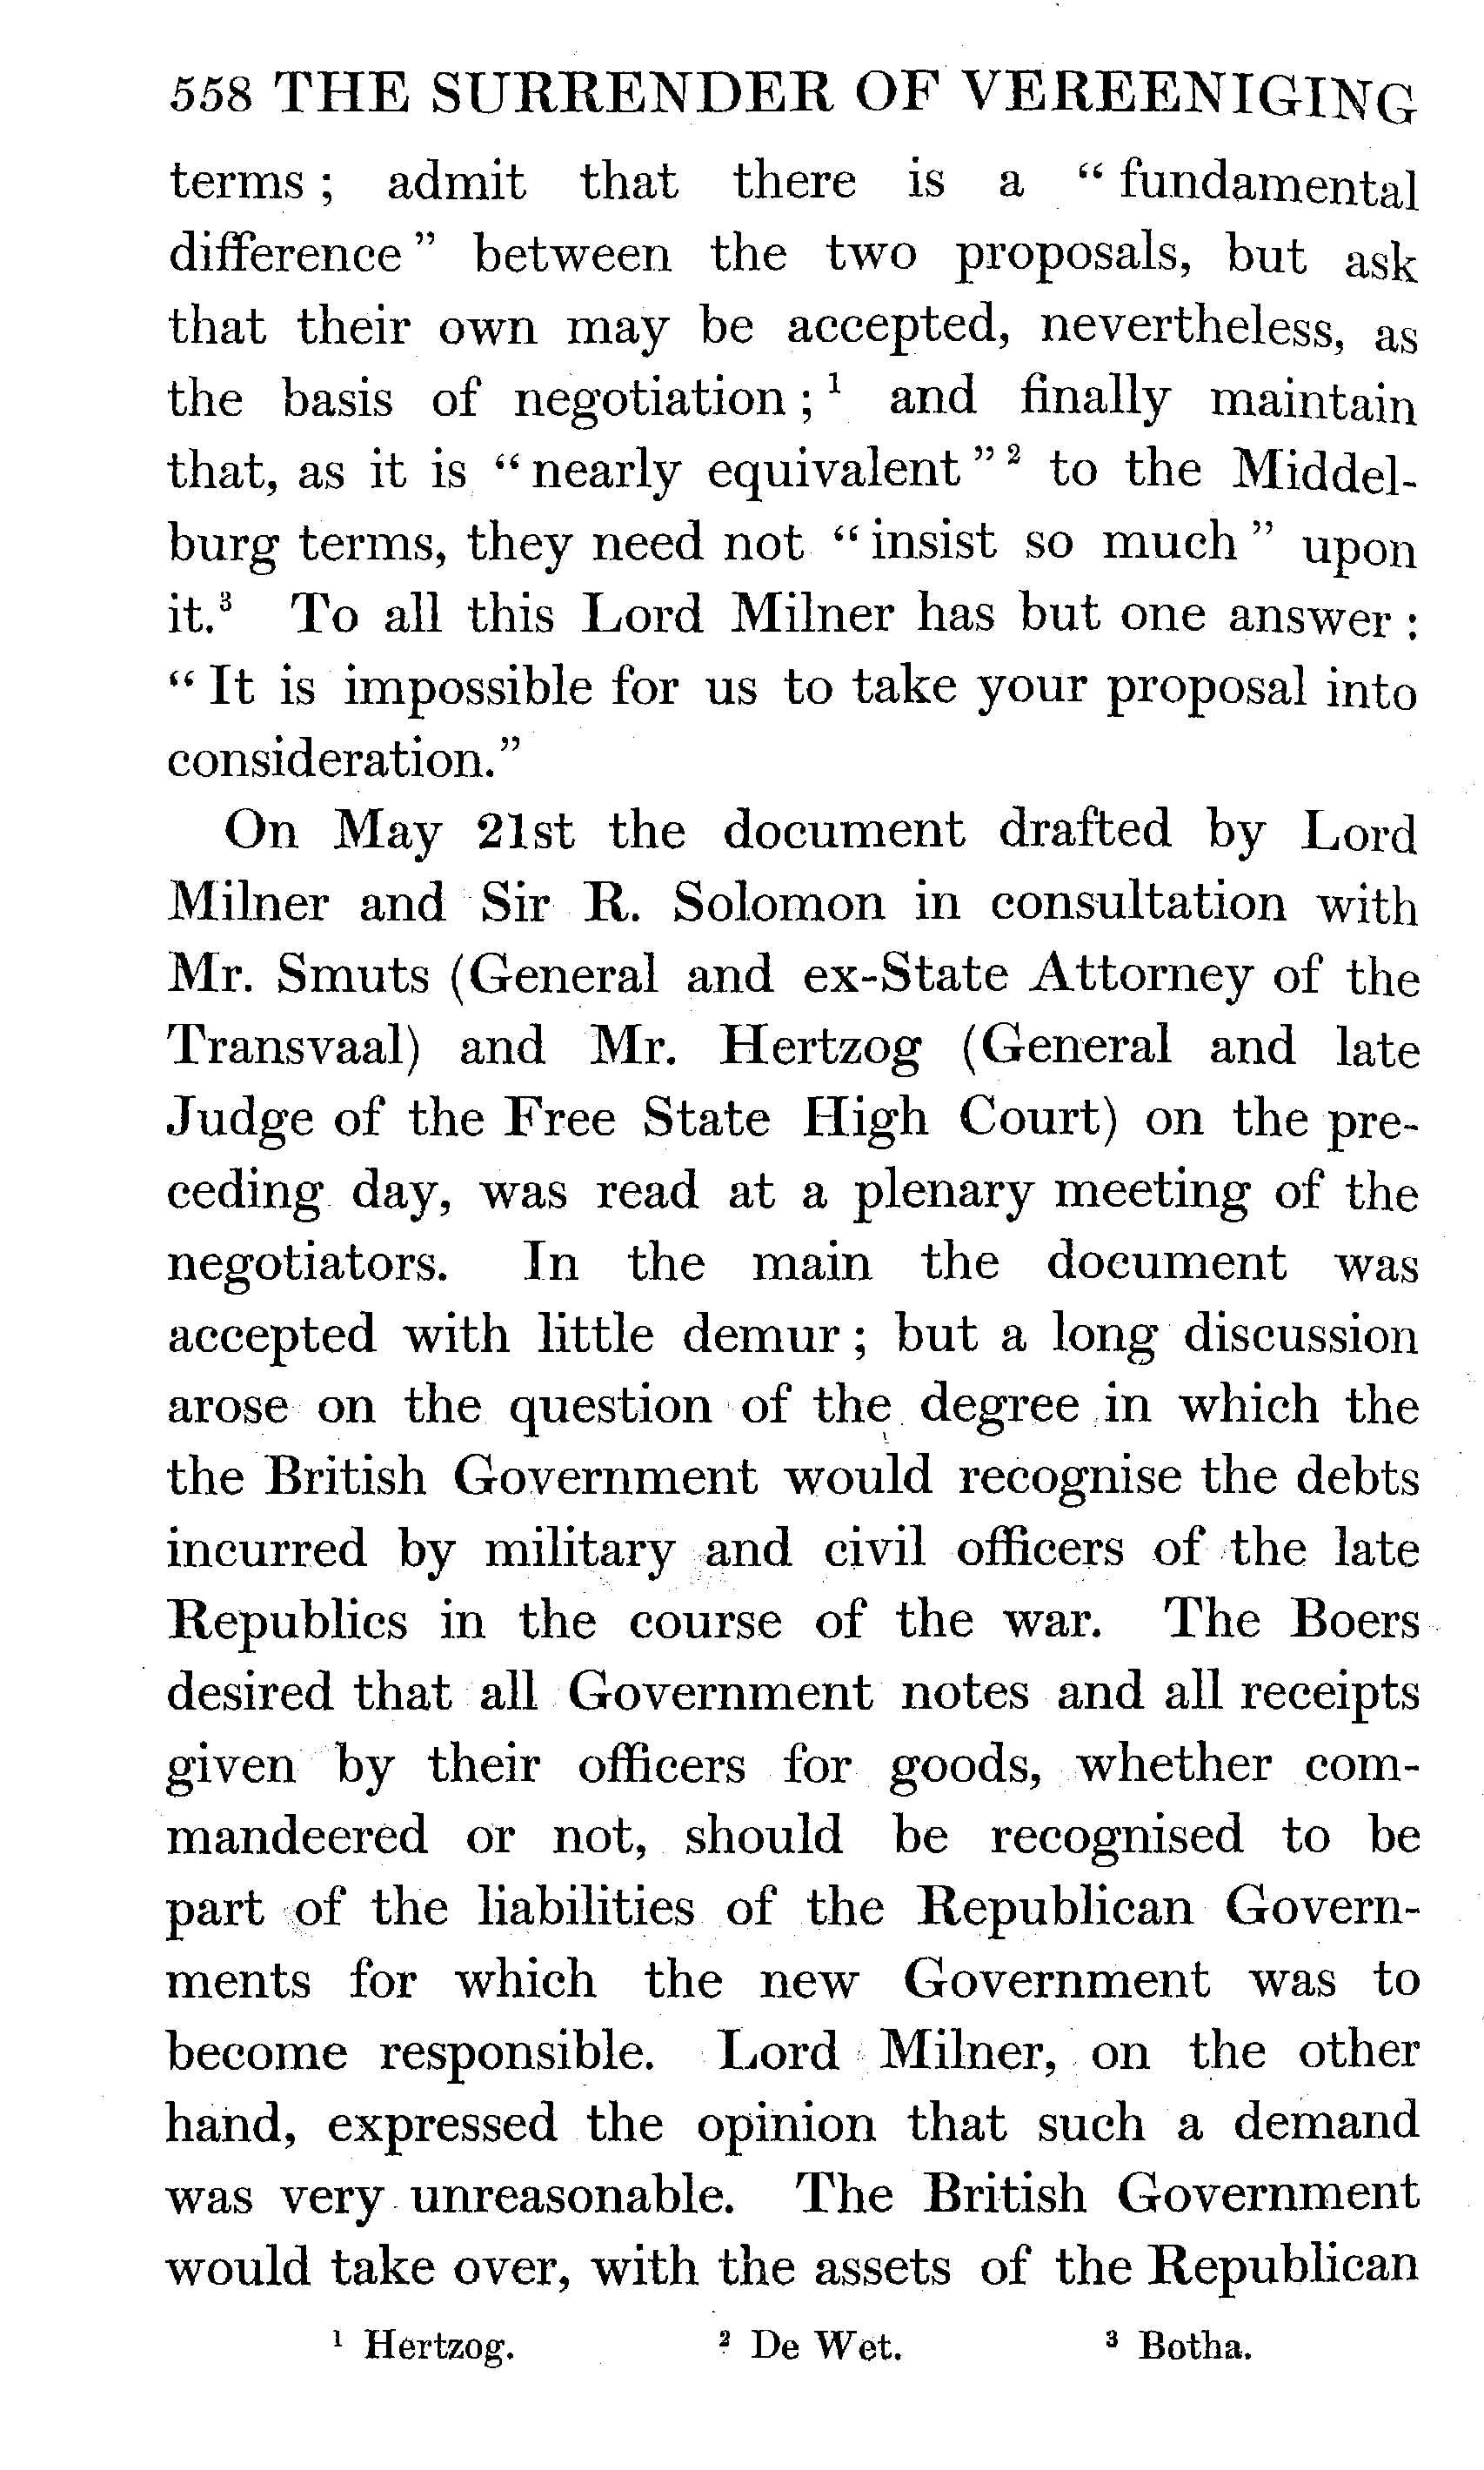 558 THE SURRENDER OF VEREENIGING
terms ; admit that there is a " fundamental
difference " between the two proposals, but ask
that their own may be accepted, nevertheless, as
the basis of negotiation ; ¹ and finally maintain
that, as it is " nearly equivalent " ² to the Middel-
burg terms, they need not " insist so much " upon
it.³ To all this Lord Milner has but one answer :
" It is impossible for us to take your proposal into
consideration."
On May 21st the document drafted by Lord
Milner and Sir R. Solomon in consultation with
Mr. Smuts (General and ex-State Attorney of the
Transvaal) and Mr. Hertzog (General and late
Judge of the Free State High Court) on the pre-
ceding day, was read at a plenary meeting of the
negotiators. In the main the document was
accepted with little demur ; but a long discussion
arose on the question of the degree in which the
the British Government would recognise the debts
incurred by military and civil officers of the late
Republics in the course of the war. The Boers
desired that all Government notes and all receipts
given by their officers for goods, whether com-
mandeered or not, should be recognised to be
part of the liabilities of the Republican Govern-
ments for which the new Government was to
become responsible. Lord Milner, on the other
hand, expressed the opinion that such a demand
was very unreasonable. The British Government
would take over, with the assets of the Republican
¹ Hertzog. ² De Wet. ³ Botha.